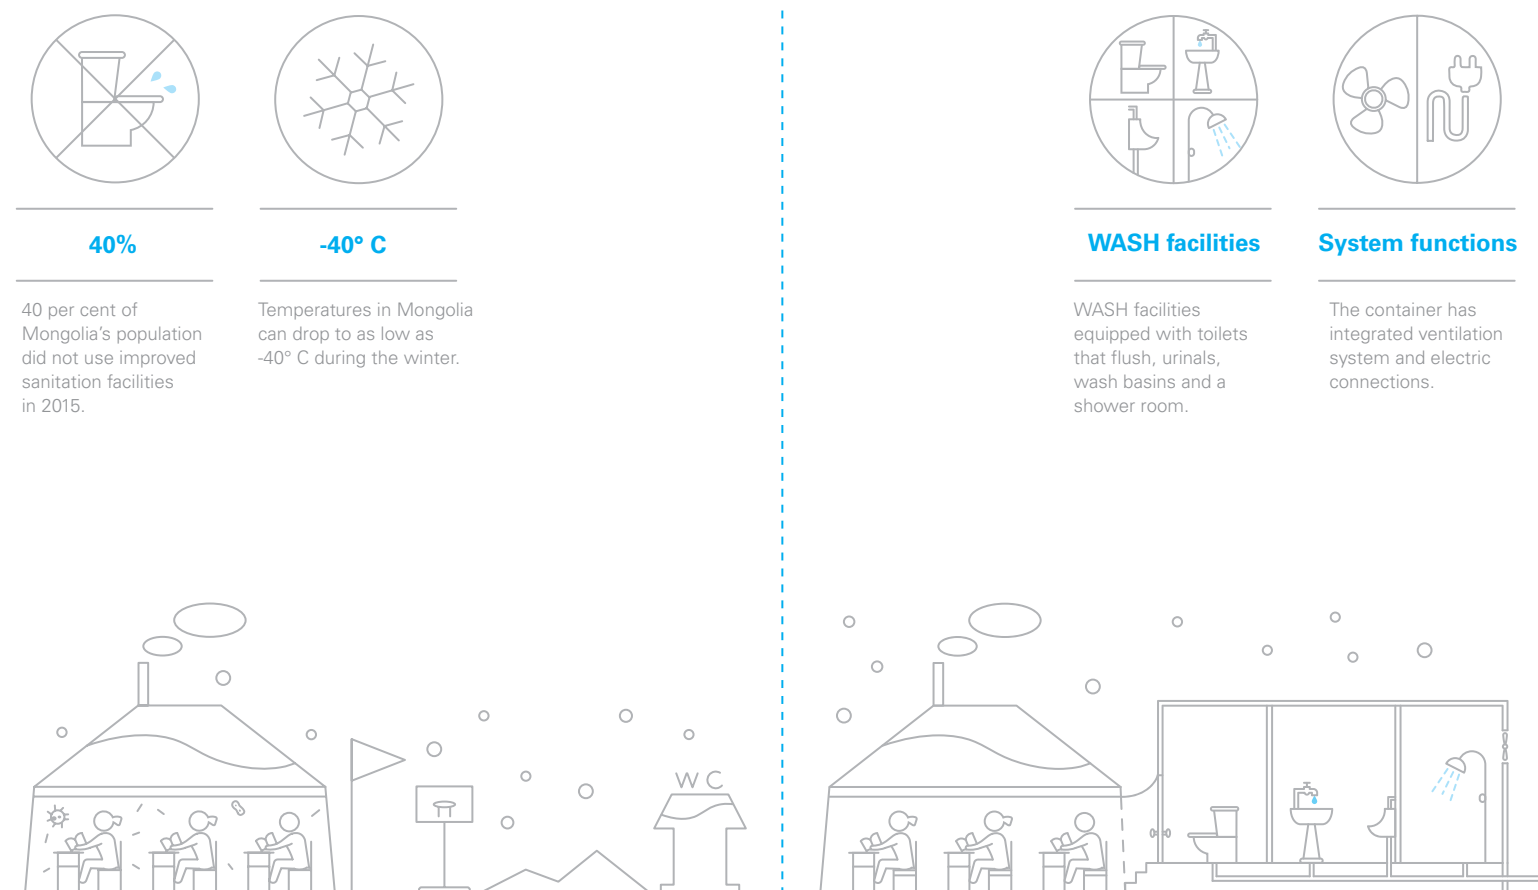 40%
40 per cent of
Mongolia's population
did not use improved
sanitation facilities
in 2015.
-40° C
Temperatures in Mongolia
can drop to as low as
-40° C during the winter.
WASH facilities
WASH facilities
equipped with toilets
that flush, urinals,
wash basins and a
shower room.
System functions
The container has
integrated ventilation
system and electric
connections.
WC